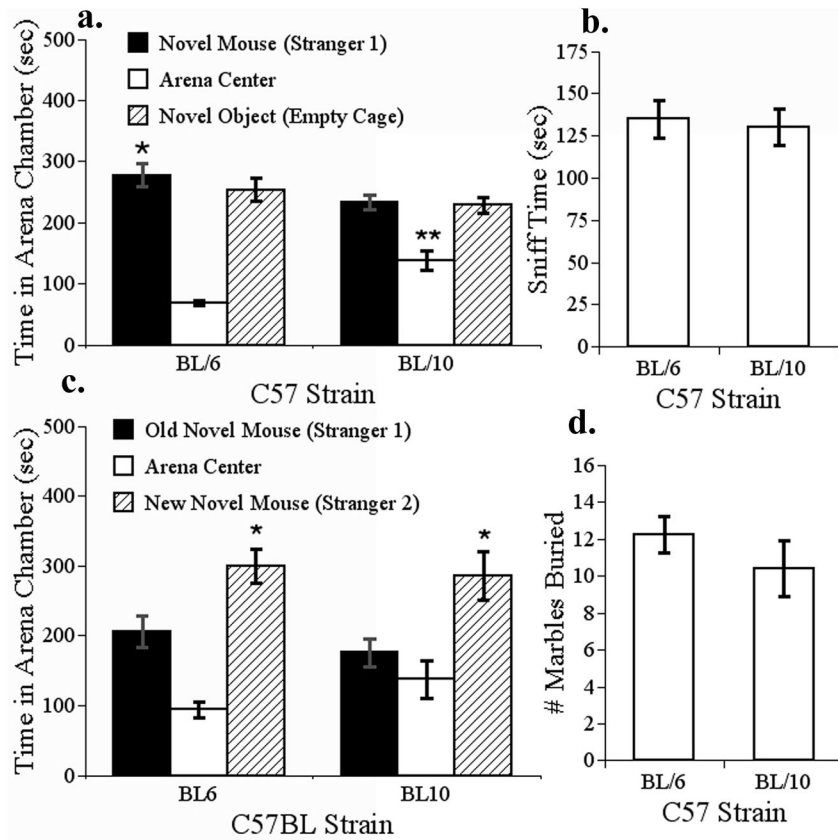 a.
Time in Arena Chamber (sec)
500
400
300
200
100
0
Novel Mouse (Stranger 1)
Arena Center
Novel Object (Empty Cage)
*
**
BL/6
BL/10
C57 Strain
b.
Sniff Time (sec)
175
150
125
100
75
50
25
0
BL/6
BL/10
C57 Strain
c.
Time in Arena Chamber (sec)
500
400
300
200
100
0
Old Novel Mouse (Stranger 1)
Arena Center
New Novel Mouse (Stranger 2)
*
*
BL6
BL10
C57BL Strain
d.
# Marbles Buried
16
14
12
10
8
6
4
2
0
BL/6
BL/10
C57 Strain